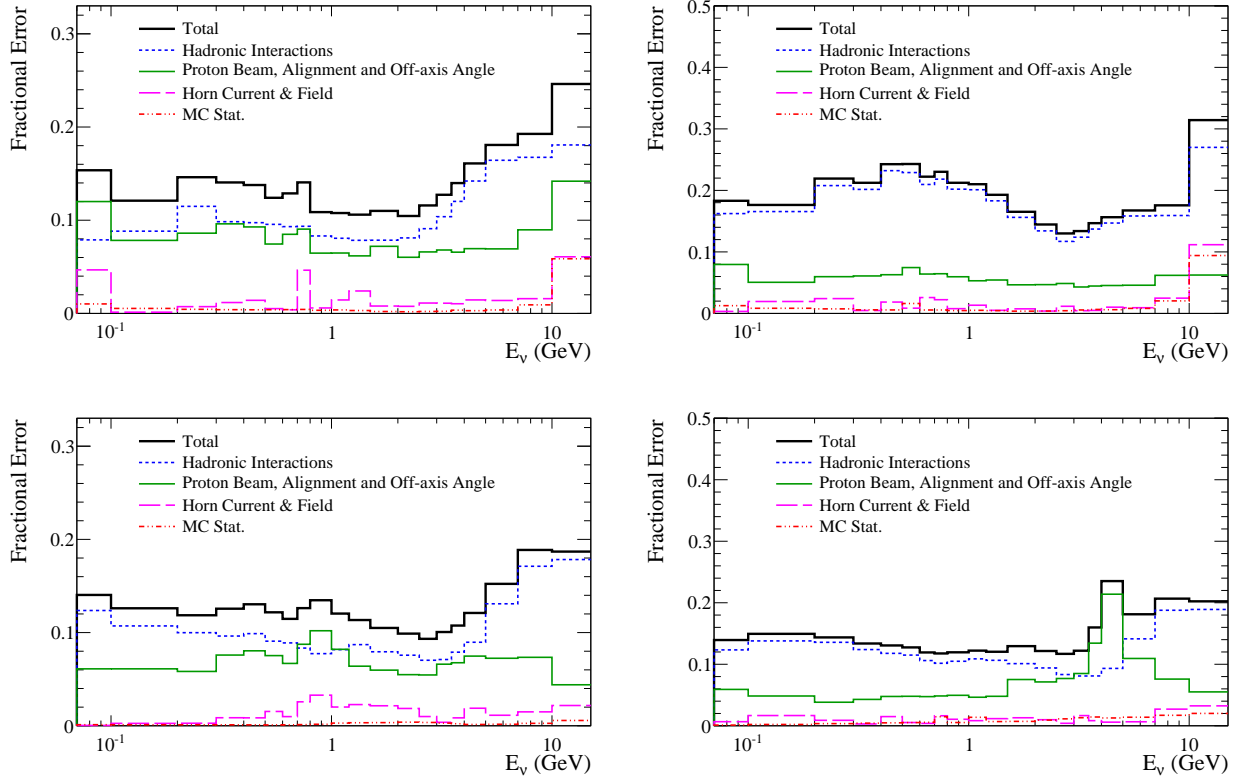 Fractional Error
0.3
0.2
0.1
0
Total
Hadronic Interactions
Proton Beam, Alignment and Off-axis Angle
Horn Current & Field
MC Stat.
10⁻¹
1
10
E_ν (GeV)
Fractional Error
0.5
0.4
0.3
0.2
0.1
0
Total
Hadronic Interactions
Proton Beam, Alignment and Off-axis Angle
Horn Current & Field
MC Stat.
10⁻¹
1
10
E_ν (GeV)
Fractional Error
0.3
0.2
0.1
0
Total
Hadronic Interactions
Proton Beam, Alignment and Off-axis Angle
Horn Current & Field
MC Stat.
10⁻¹
1
10
E_ν (GeV)
Fractional Error
0.5
0.4
0.3
0.2
0.1
0
Total
Hadronic Interactions
Proton Beam, Alignment and Off-axis Angle
Horn Current & Field
MC Stat.
10⁻¹
1
10
E_ν (GeV)